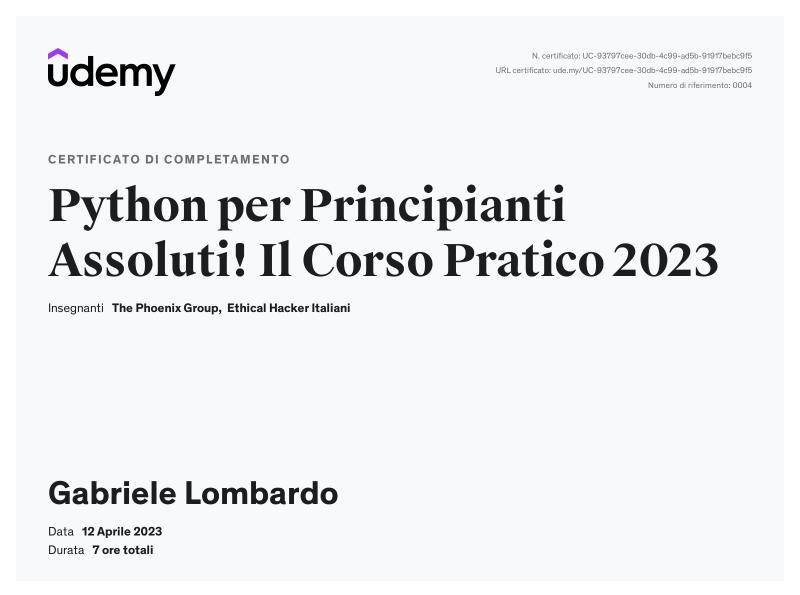 udemy
N. certificato: UC-93797cee-30db-4c99-ad5b-91917bebc9f5
URL certificato: ude.my/UC-93797cee-30db-4c99-ad5b-91917bebc9f5
Numero di riferimento: 0004
CERTIFICATO DI COMPLETAMENTO
Python per Principianti
Assoluti! Il Corso Pratico 2023
Insegnanti The Phoenix Group, Ethical Hacker Italiani
Gabriele Lombardo
Data 12 Aprile 2023
Durata 7 ore totali